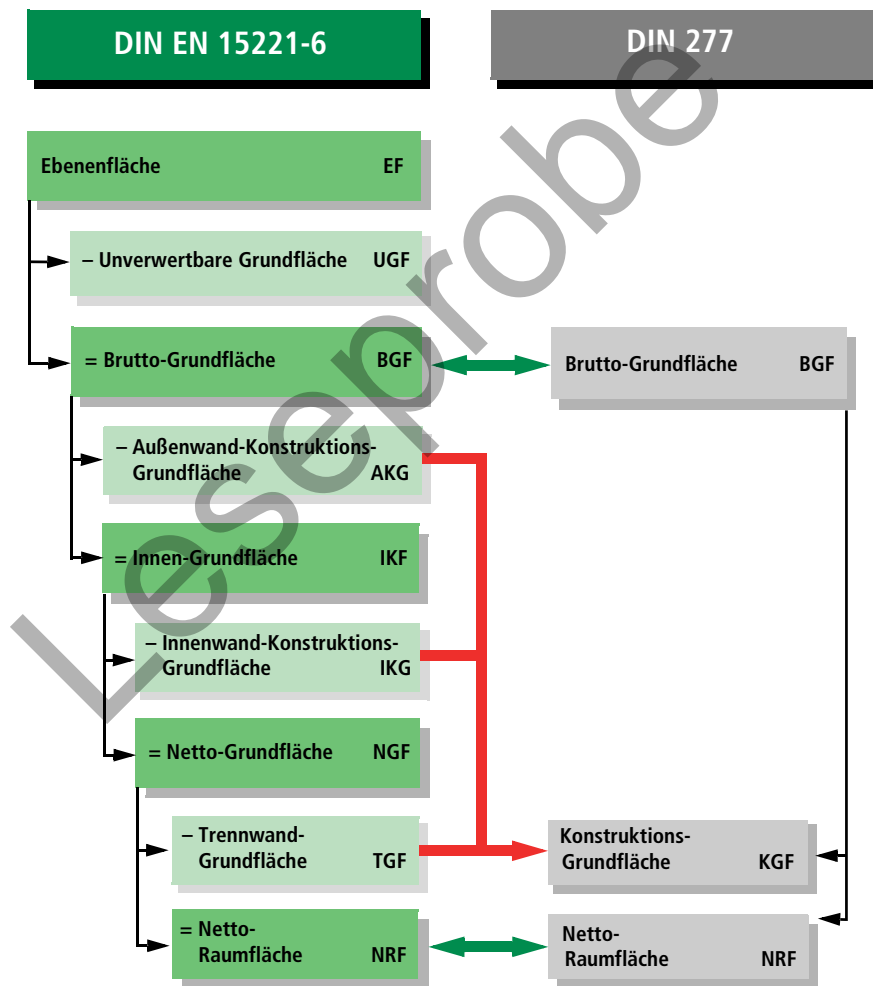 DIN EN 15221-6
DIN 277
Ebenenfläche EF
– Unverwertbare Grundfläche UGF
= Brutto-Grundfläche BGF
Brutto-Grundfläche BGF
– Außenwand-Konstruktions-
Grundfläche AKG
= Innen-Grundfläche IKF
– Innenwand-Konstruktions-
Grundfläche IKG
= Netto-Grundfläche NGF
– Trennwand-
Grundfläche TGF
Konstruktions-
Grundfläche KGF
= Netto-
Raumfläche NRF
Netto-
Raumfläche NRF
Leseprobe